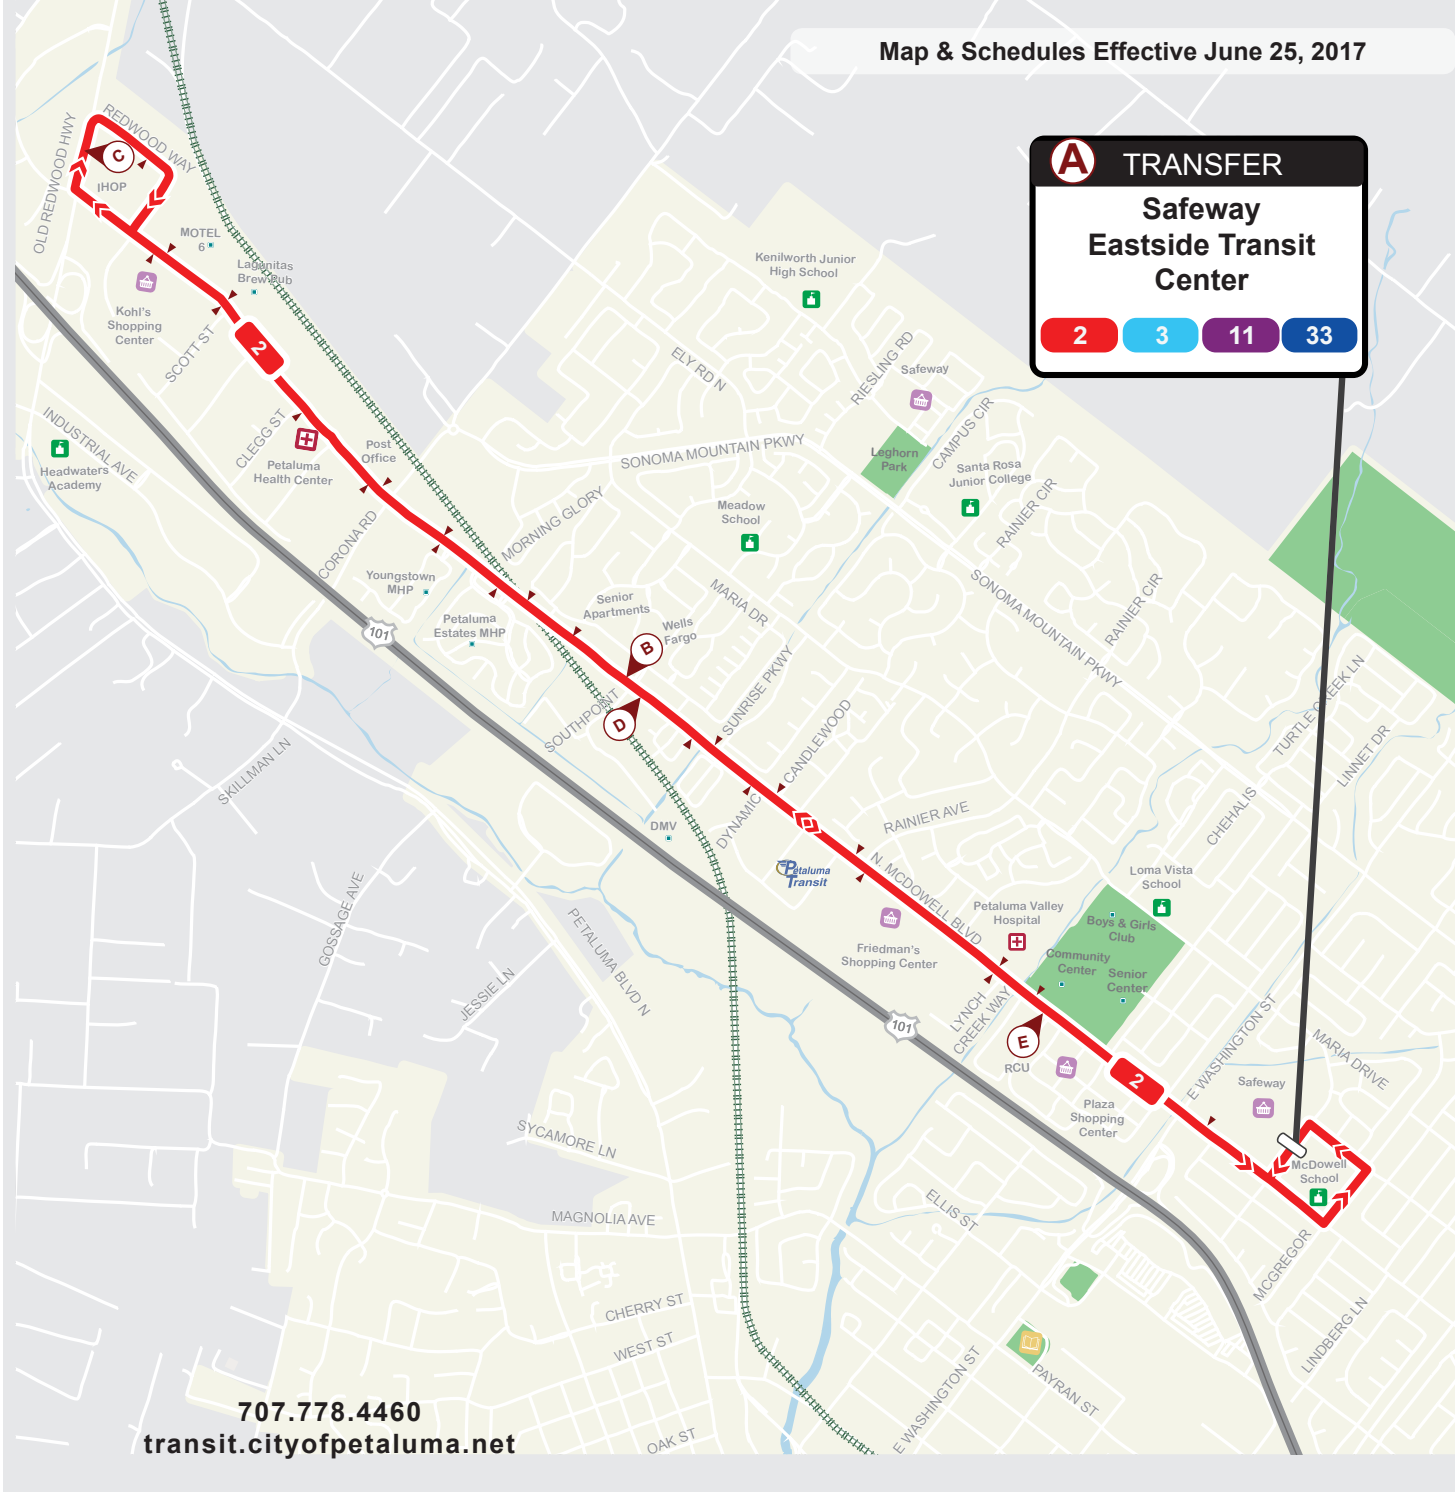 Map & Schedules Effective June 25, 2017
A TRANSFER
Safeway
Eastside Transit
Center
2 3 11 33
REDWOOD WAY
OLD REDWOOD HWY
C
IHOP
MOTEL
6
Lagunitas
Brew Pub
Kohl's
Shopping
Center
SCOTT ST
2
INDUSTRIAL AVE
Headwaters
Academy
CLEGG ST
Petaluma
Health Center
Post
Office
CORONA RD
Kenilworth Junior
High School
ELY RD N
RIESLING RD
Safeway
SONOMA MOUNTAIN PKWY
Leghorn
Park
CAMPUS CIR
Santa Rosa
Junior College
RAINIER CIR
MORNING GLORY
Meadow
School
Youngstown
MHP
Petaluma
Estates MHP
101
Senior
Apartments
Wells
Fargo
MARIA DR
SONOMA MOUNTAIN PKWY
RAINIER CIR
B
D
SOUTHPOINT
SUNRISE PKWY
CANDLEWOOD
TURTLE CREEK LN
LINNET DR
SKILLMAN LN
DMV
DYNAMIC
RAINIER AVE
CHEHALIS
Petaluma
Transit
N. MCDOWELL BLVD
Loma Vista
School
GOSSAGE AVE
PETALUMA BLVD N
JESSIE LN
Friedman's
Shopping Center
Petaluma Valley
Hospital
Boys & Girls
Club
Community
Center
Senior
Center
LYNCH
CREEK WAY
101
E
RCU
2
E WASHINGTON ST
MARIA DRIVE
Safeway
Plaza
Shopping
Center
McDowell
School
SYCAMORE LN
MAGNOLIA AVE
ELLIS ST
MCGREGOR
LINDBERG LN
CHERRY ST
WEST ST
PAYRAN ST
E WASHINGTON ST
OAK ST
707.778.4460
transit.cityofpetaluma.net